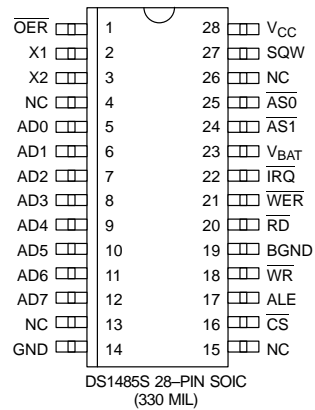 OER 1 28 VCC
X1 2 27 SQW
X2 3 26 NC
NC 4 25 AS0
AD0 5 24 AS1
AD1 6 23 VBAT
AD2 7 22 IRQ
AD3 8 21 WER
AD4 9 20 RD
AD5 10 19 BGND
AD6 11 18 WR
AD7 12 17 ALE
NC 13 16 CS
GND 14 15 NC
DS1485S 28–PIN SOIC
(330 MIL)